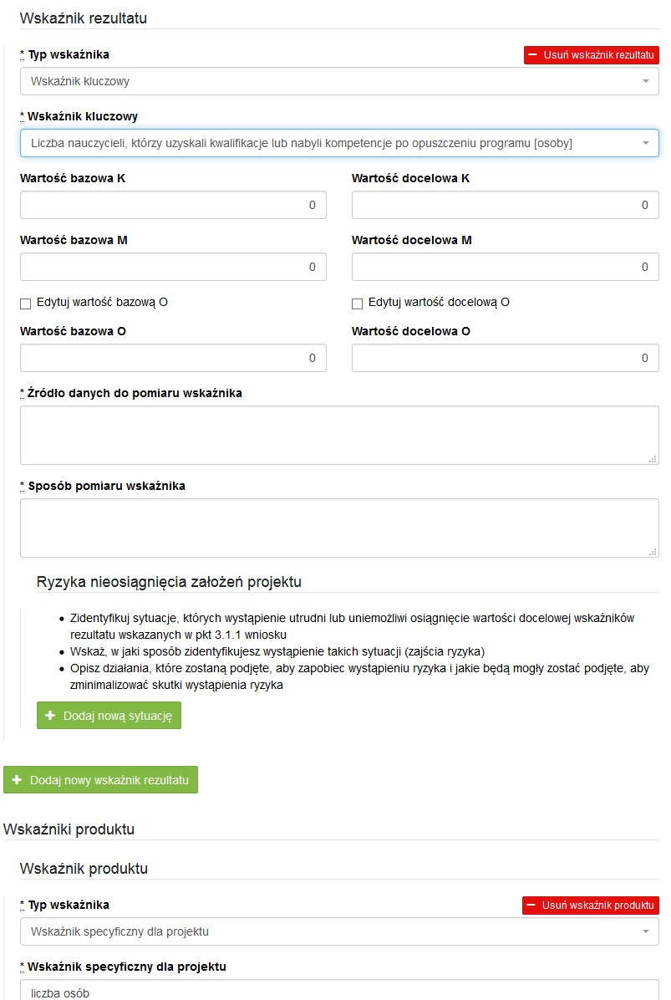 Wskaźnik rezultatu
* Typ wskaźnika
Usuń wskaźnik rezultatu
Wskaźnik kluczowy
* Wskaźnik kluczowy
Liczba nauczycieli, którzy uzyskali kwalifikacje lub nabyli kompetencje po opuszczeniu programu [osoby]
Wartość bazowa K
Wartość docelowa K
0
0
Wartość bazowa M
Wartość docelowa M
0
0
Edytuj wartość bazową O
Edytuj wartość docelową O
Wartość bazowa O
Wartość docelowa O
0
0
* Źródło danych do pomiaru wskaźnika
* Sposób pomiaru wskaźnika
Ryzyka nieosiągnięcia założeń projektu
• Zidentyfikuj sytuacje, których wystąpienie utrudni lub uniemożliwi osiągnięcie wartości docelowej wskaźników
rezultatu wskazanych w pkt 3.1.1 wniosku
• Wskaż, w jaki sposób zidentyfikujesz wystąpienie takich sytuacji (zajścia ryzyka)
• Opisz działania, które zostaną podjęte, aby zapobiec wystąpieniu ryzyka i jakie będą mogły zostać podjęte, aby
zminimalizować skutki wystąpienia ryzyka
+ Dodaj nową sytuację
+ Dodaj nowy wskaźnik rezultatu
Wskaźniki produktu
Wskaźnik produktu
* Typ wskaźnika
Usuń wskaźnik produktu
Wskaźnik specyficzny dla projektu
* Wskaźnik specyficzny dla projektu
liczba osób